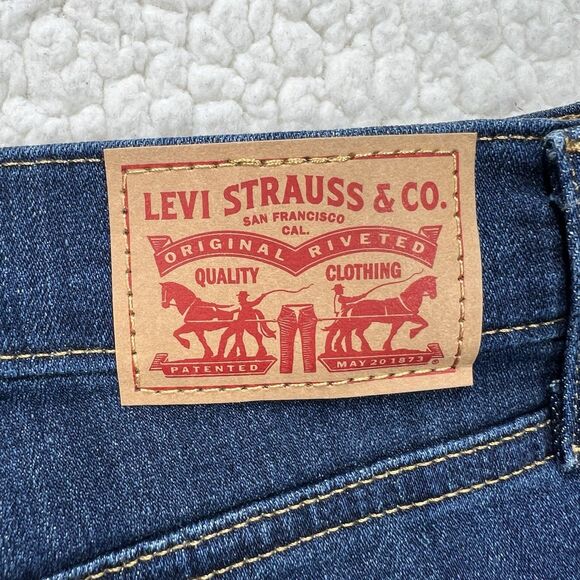 LEVI STRAUSS & CO.
SAN FRANCISCO
CAL.
ORIGINAL RIVETED
QUALITY CLOTHING
PATENTED MAY 20 1873